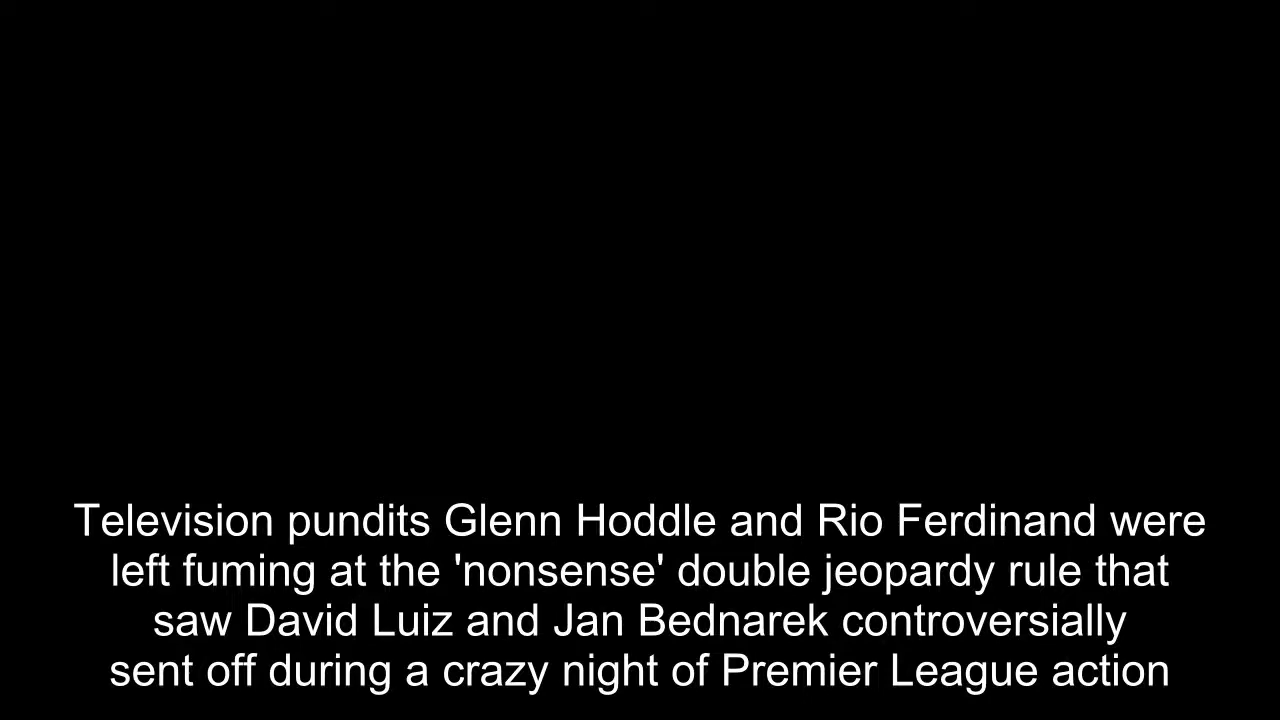 Television pundits Glenn Hoddle and Rio Ferdinand were
left fuming at the 'nonsense' double jeopardy rule that
saw David Luiz and Jan Bednarek controversially
sent off during a crazy night of Premier League action